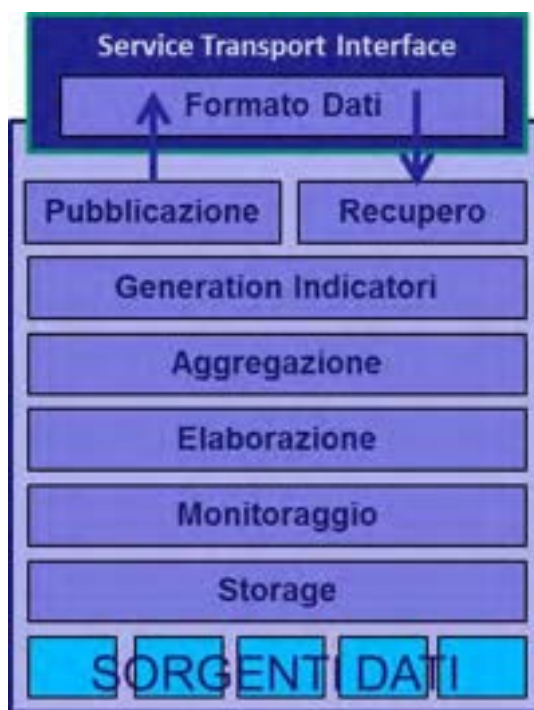 Service Transport Interface
Formato Dati
Pubblicazione
Recupero
Generation Indicatori
Aggregazione
Elaborazione
Monitoraggio
Storage
SORGENTI DATI